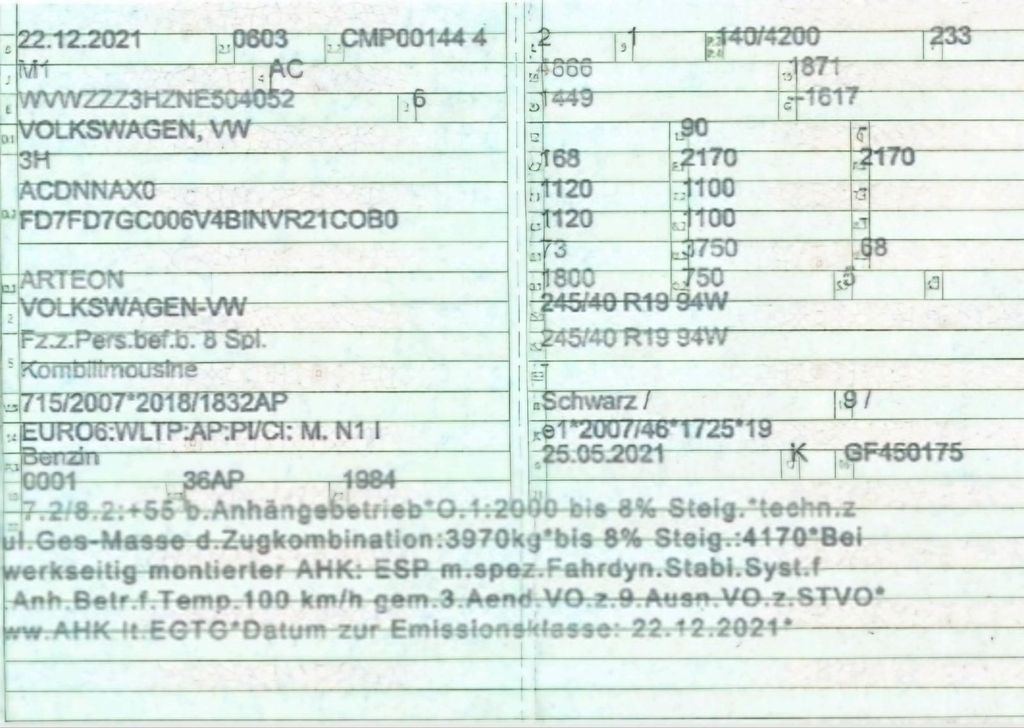 22.12.2021 0603 CMP00144 4
M1 AC
WVWZZZ3HZNE504052 6
VOLKSWAGEN, VW
3H
ACDNNAX0
FD7FD7GC006V4BINVR21COB0
ARTEON
VOLKSWAGEN-VW
Fz.z.Pers.bef.b. 8 Spl.
Kombilimousine
715/2007*2018/1832AP
EURO6:WLTP:AP:PI/CI: M. N1 I
Benzin
0001 36AP 1984
2 1 140/4200 233
4866 1871
1449 -1617
90
168 2170 2170
1120 1100
1120 1100
73 3750 68
1800 750
245/40 R19 94W
245/40 R19 94W
Schwarz / 9 /
e1*2007/46*1725*19
25.05.2021 K GF450175
7.2/8.2:+55 b.Anhängebetrieb*O.1:2000 bis 8% Steig.*techn.z
ul.Ges-Masse d.Zugkombination:3970kg*bis 8% Steig.:4170*Bei
werkseitig montierter AHK: ESP m.spez.Fahrdyn.Stabi.Syst.f
.Anh.Betr.f.Temp.100 km/h gem.3.Aend.VO.z.9.Ausn.VO.z.STVO*
ww.AHK lt.EGTG*Datum zur Emissionsklasse: 22.12.2021*